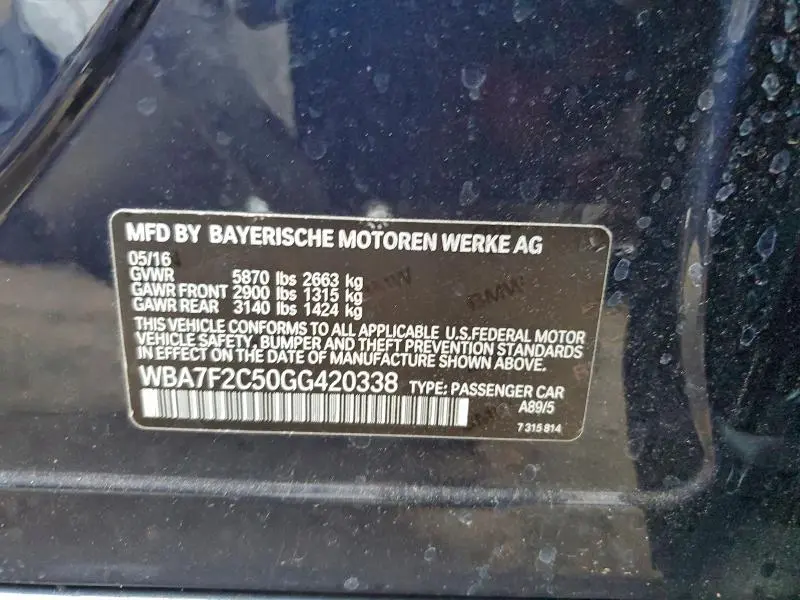 MFD BY BAYERISCHE MOTOREN WERKE AG
05/16
GVWR 5870 lbs 2663 kg
GAWR FRONT 2900 lbs 1315 kg
GAWR REAR 3140 lbs 1424 kg
THIS VEHICLE CONFORMS TO ALL APPLICABLE U.S.FEDERAL MOTOR
VEHICLE SAFETY, BUMPER AND THEFT PREVENTION STANDARDS
IN EFFECT ON THE DATE OF MANUFACTURE SHOWN ABOVE.
WBA7F2C50GG420338 TYPE: PASSENGER CAR
A89/5
7 315 814
BMW
BMW